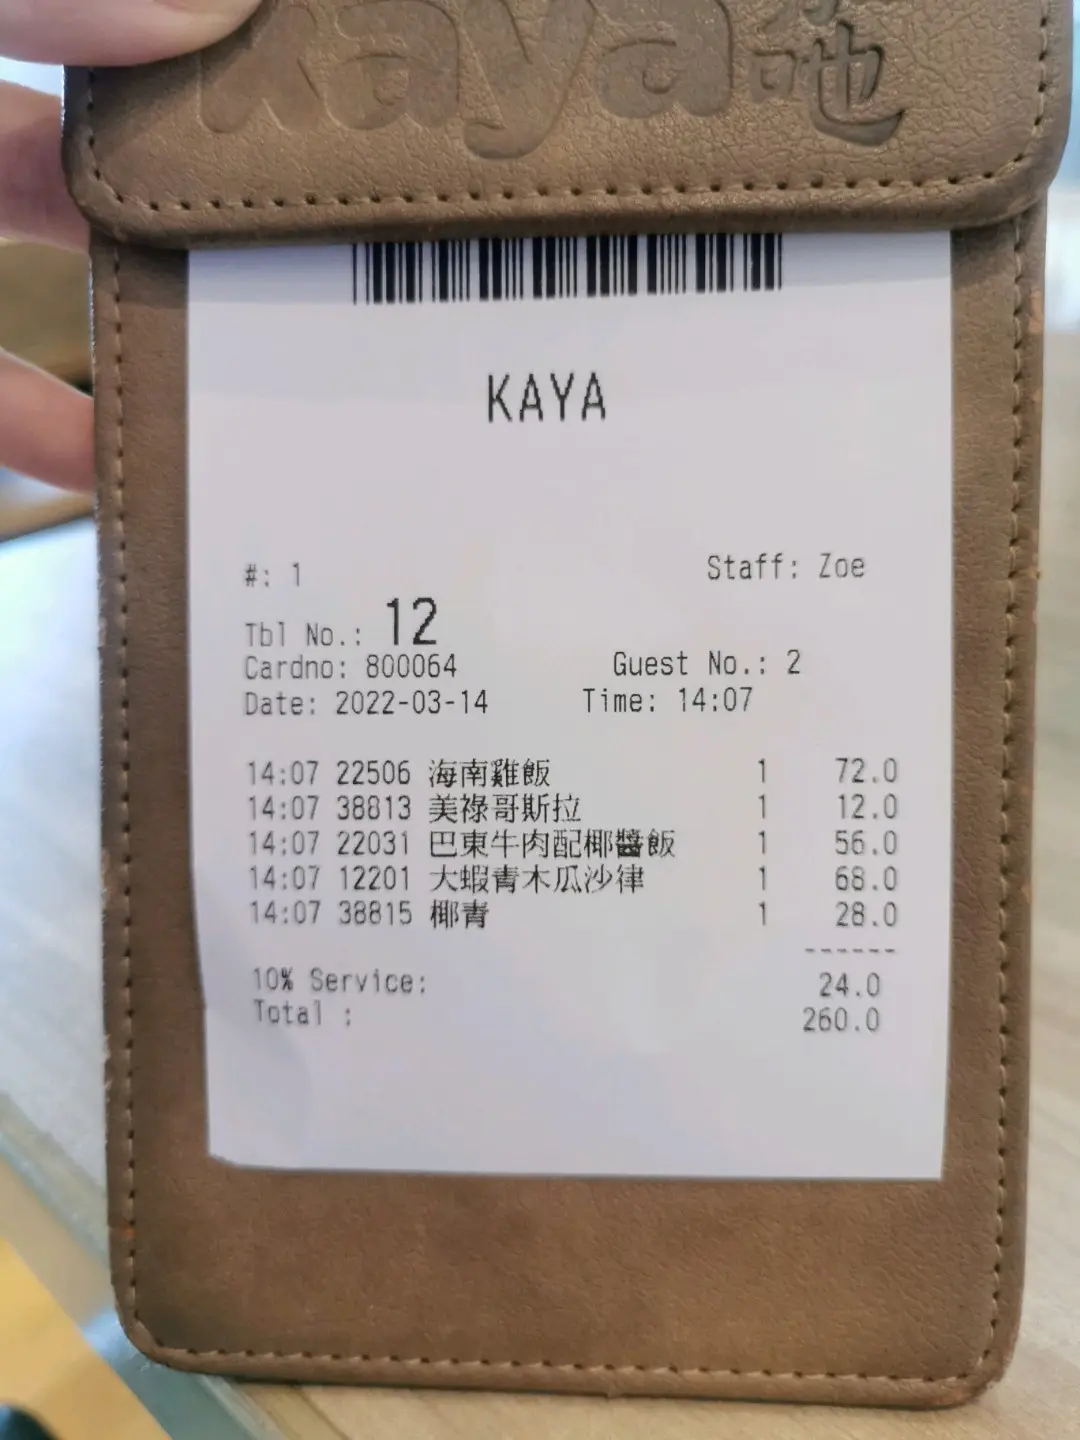 kaya
KAYA
#: 1 Staff: Zoe
Tbl No.: 12
Cardno: 800064 Guest No.: 2
Date: 2022-03-14 Time: 14:07
14:07 22506 海南雞飯 1 72.0
14:07 38813 美祿哥斯拉 1 12.0
14:07 22031 巴東牛肉配椰醬飯 1 56.0
14:07 12201 大蝦青木瓜沙律 1 68.0
14:07 38815 椰青 1 28.0
------
10% Service: 24.0
Total : 260.0